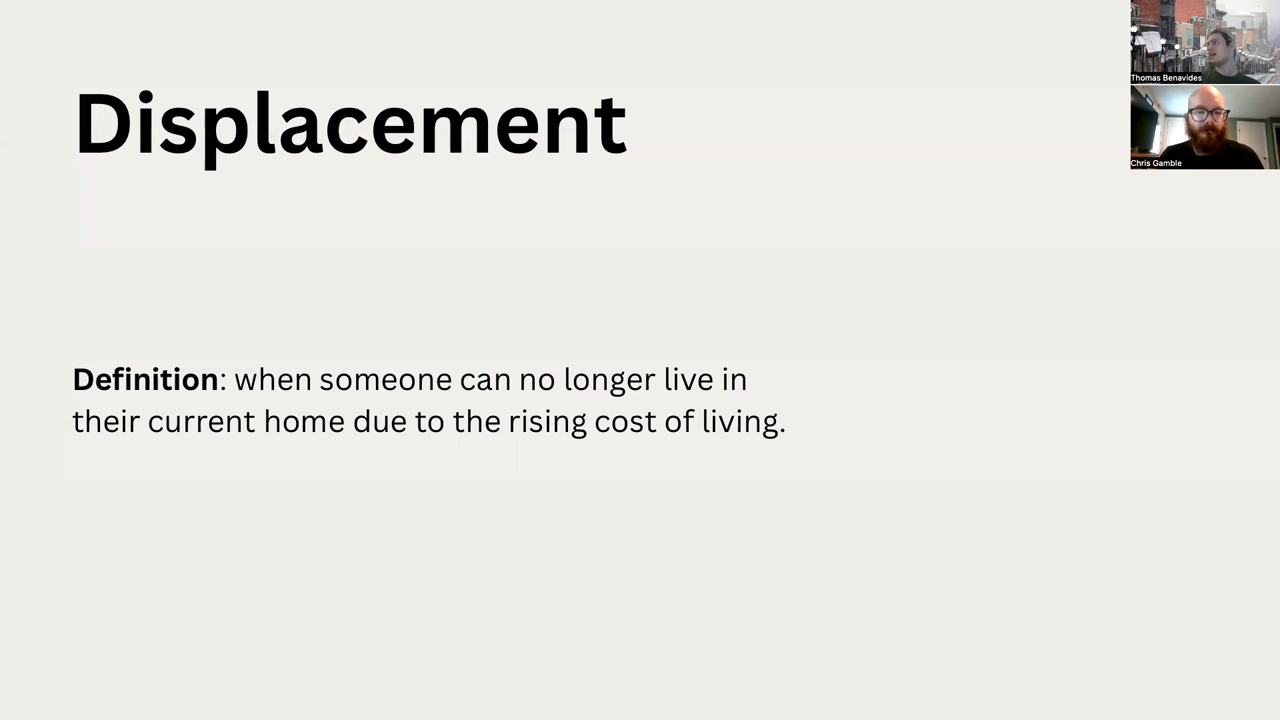 Displacement
Thomas Benavides
Chris Gamble
Definition: when someone can no longer live in
their current home due to the rising cost of living.